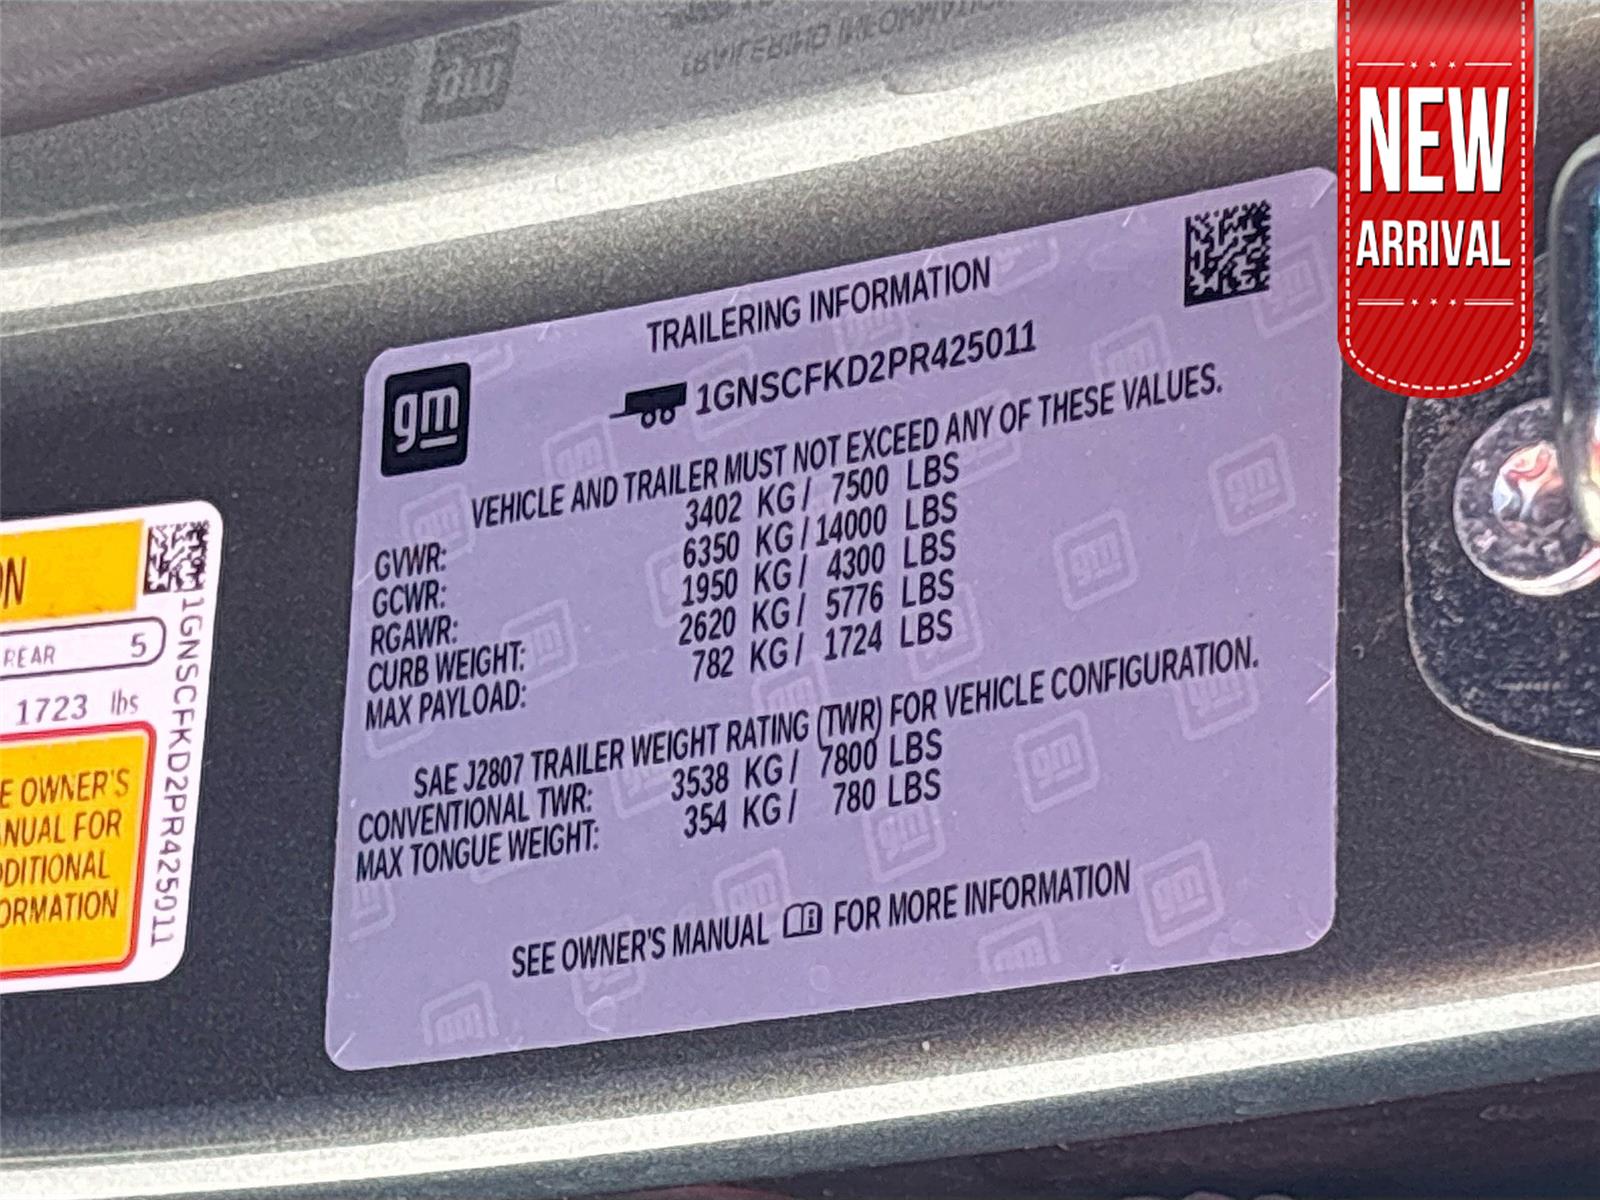 NEW
ARRIVAL
TRAILERING INFORMATION
gm
1GNSCFKD2PR425011
VEHICLE AND TRAILER MUST NOT EXCEED ANY OF THESE VALUES.
GVWR: 3402 KG / 7500 LBS
GCWR: 6350 KG / 14000 LBS
RGAWR: 1950 KG / 4300 LBS
CURB WEIGHT: 2620 KG / 5776 LBS
MAX PAYLOAD: 782 KG / 1724 LBS
SAE J2807 TRAILER WEIGHT RATING (TWR) FOR VEHICLE CONFIGURATION.
CONVENTIONAL TWR: 3538 KG / 7800 LBS
MAX TONGUE WEIGHT: 354 KG / 780 LBS
SEE OWNER'S MANUAL FOR MORE INFORMATION
REAR 5
1723 lbs
OWNER'S
FOR
1GNSCFKD2PR425011